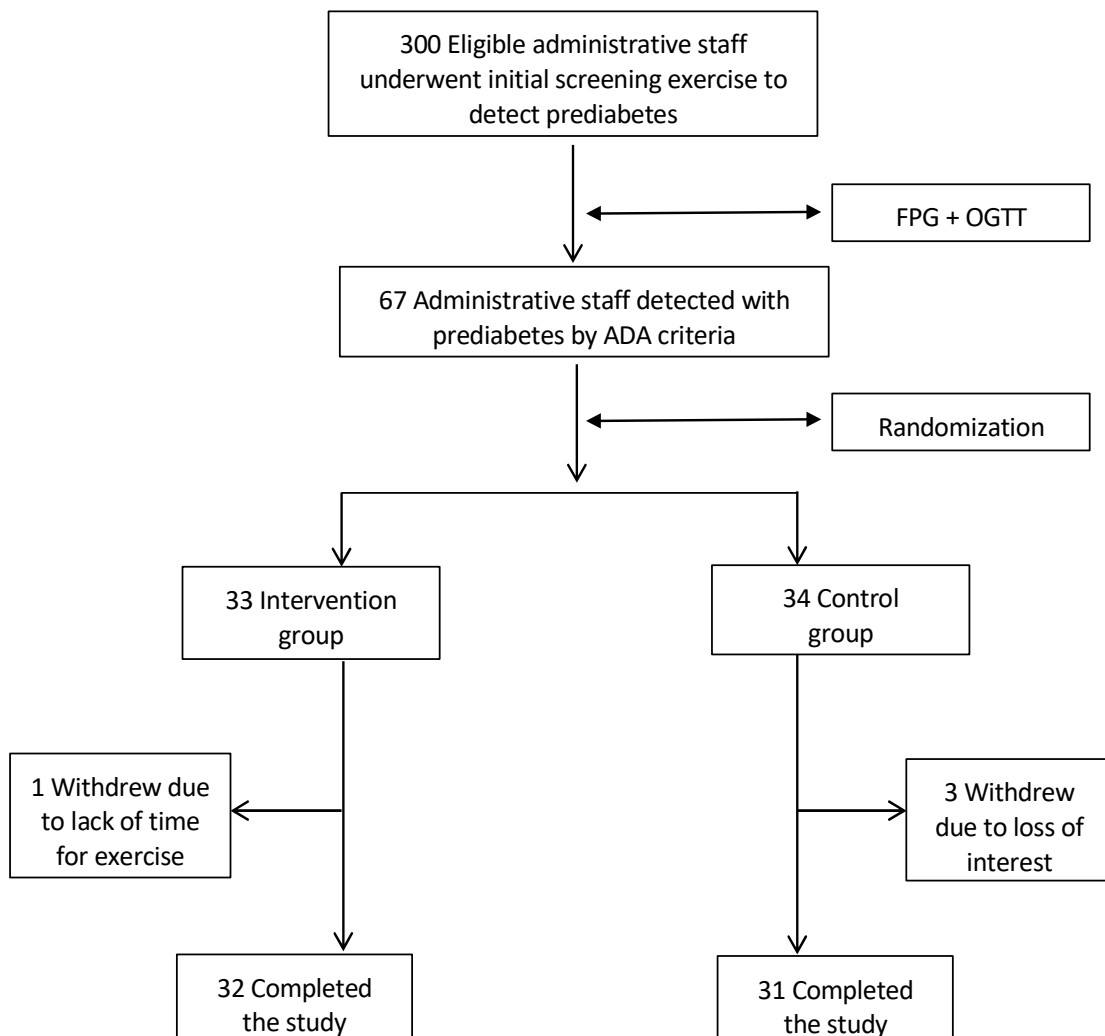 300 Eligible administrative staff
underwent initial screening exercise to
detect prediabetes
FPG + OGTT
67 Administrative staff detected with
prediabetes by ADA criteria
Randomization
33 Intervention
group
34 Control
group
1 Withdrew due
to lack of time
for exercise
3 Withdrew
due to loss of
interest
32 Completed
the study
31 Completed
the study